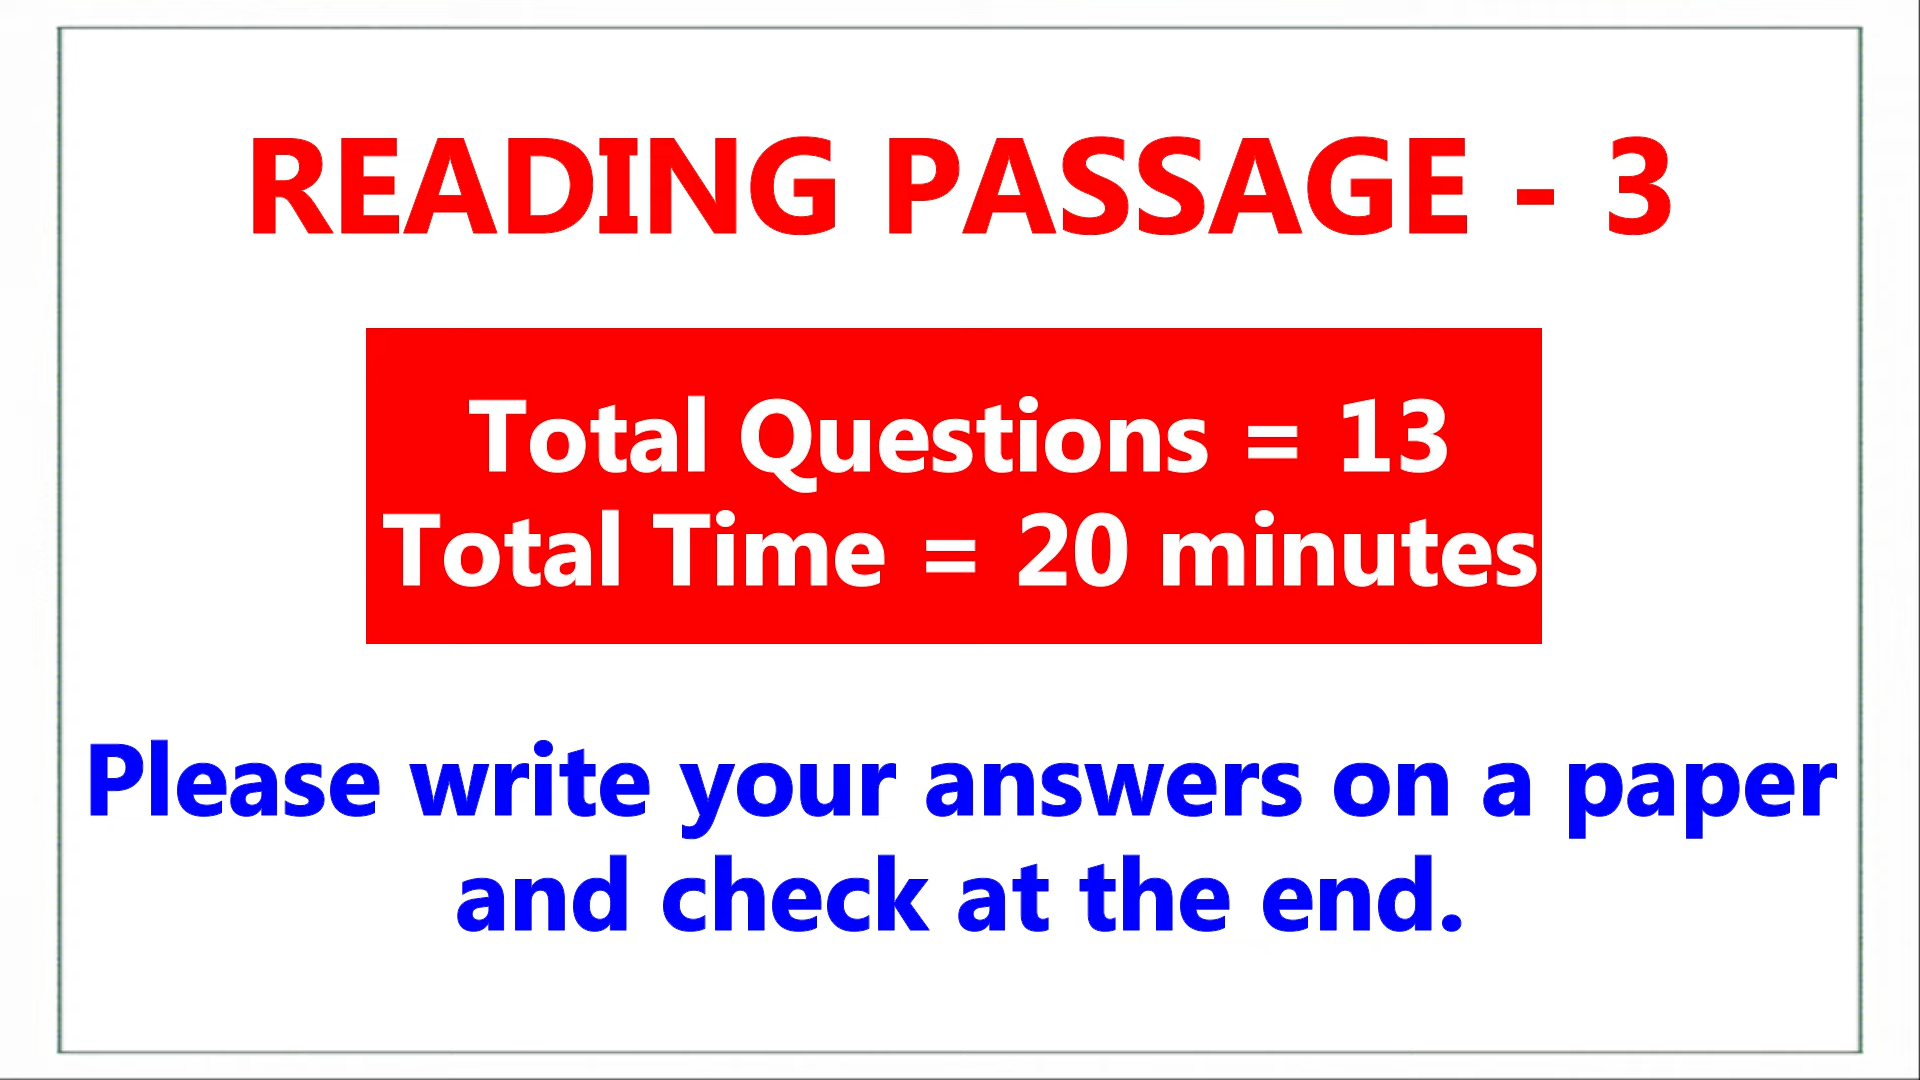 READING PASSAGE - 3
Total Questions = 13
Total Time = 20 minutes
Please write your answers on a paper
and check at the end.